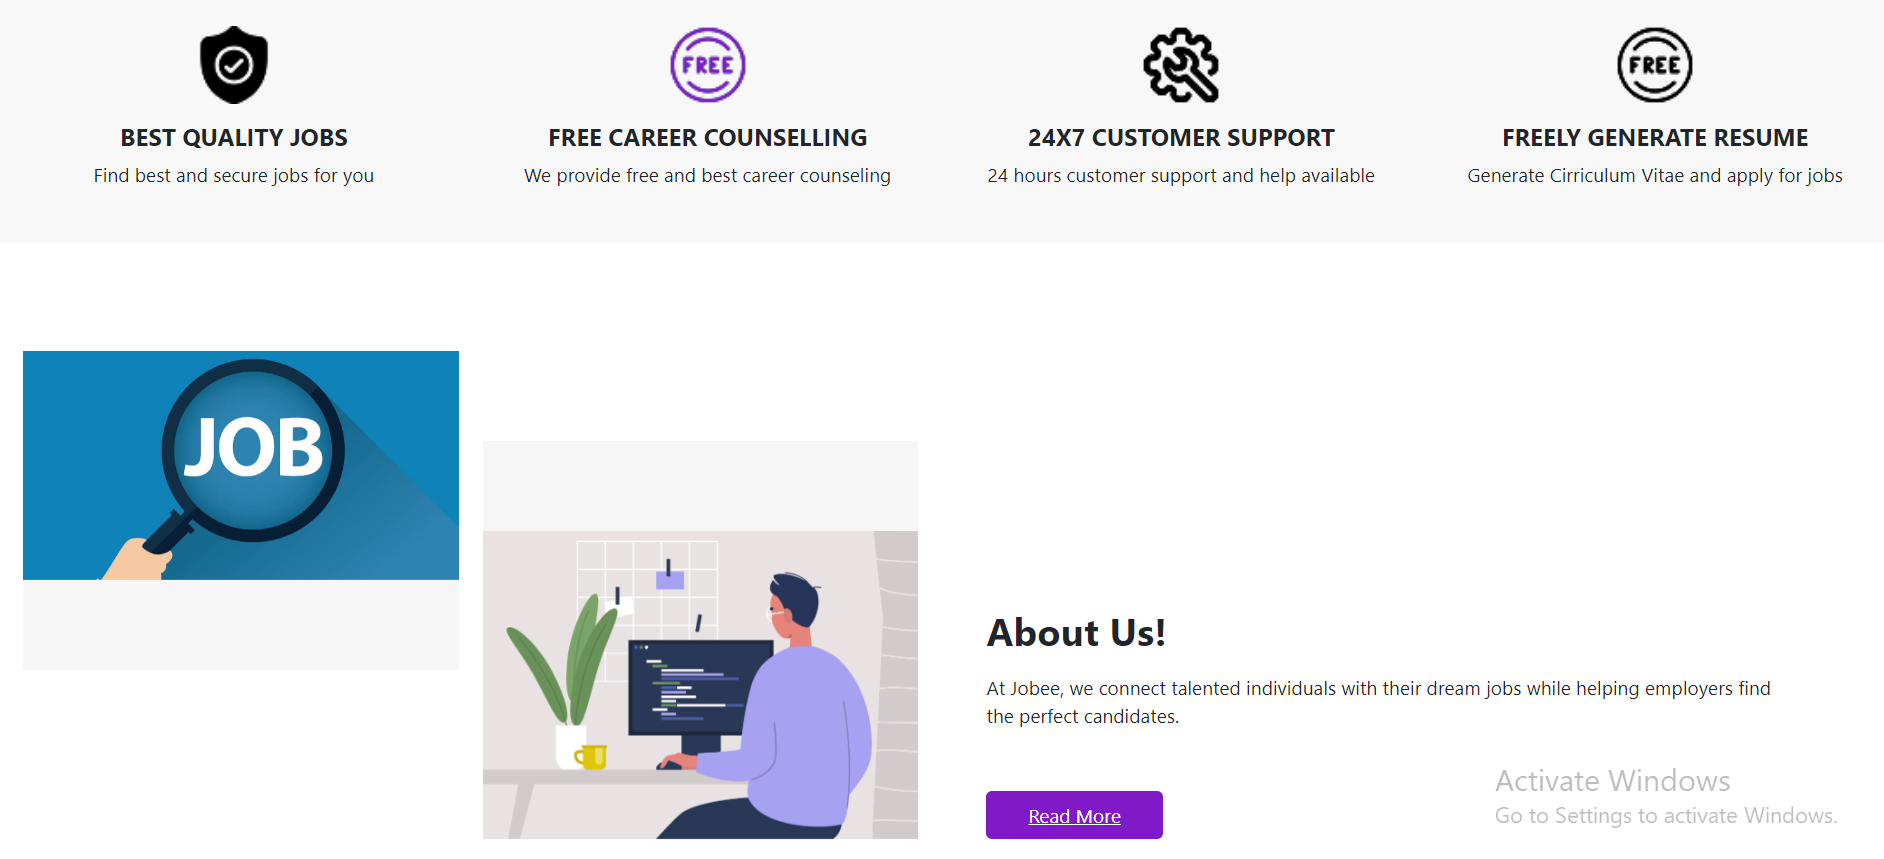 FREE
FREE
BEST QUALITY JOBS
FREE CAREER COUNSELLING
24X7 CUSTOMER SUPPORT
FREELY GENERATE RESUME
Find best and secure jobs for you
We provide free and best career counseling
24 hours customer support and help available
Generate Cirriculum Vitae and apply for jobs
JOB
About Us!
At Jobee, we connect talented individuals with their dream jobs while helping employers find
the perfect candidates.
Read More
Activate Windows
Go to Settings to activate Windows.